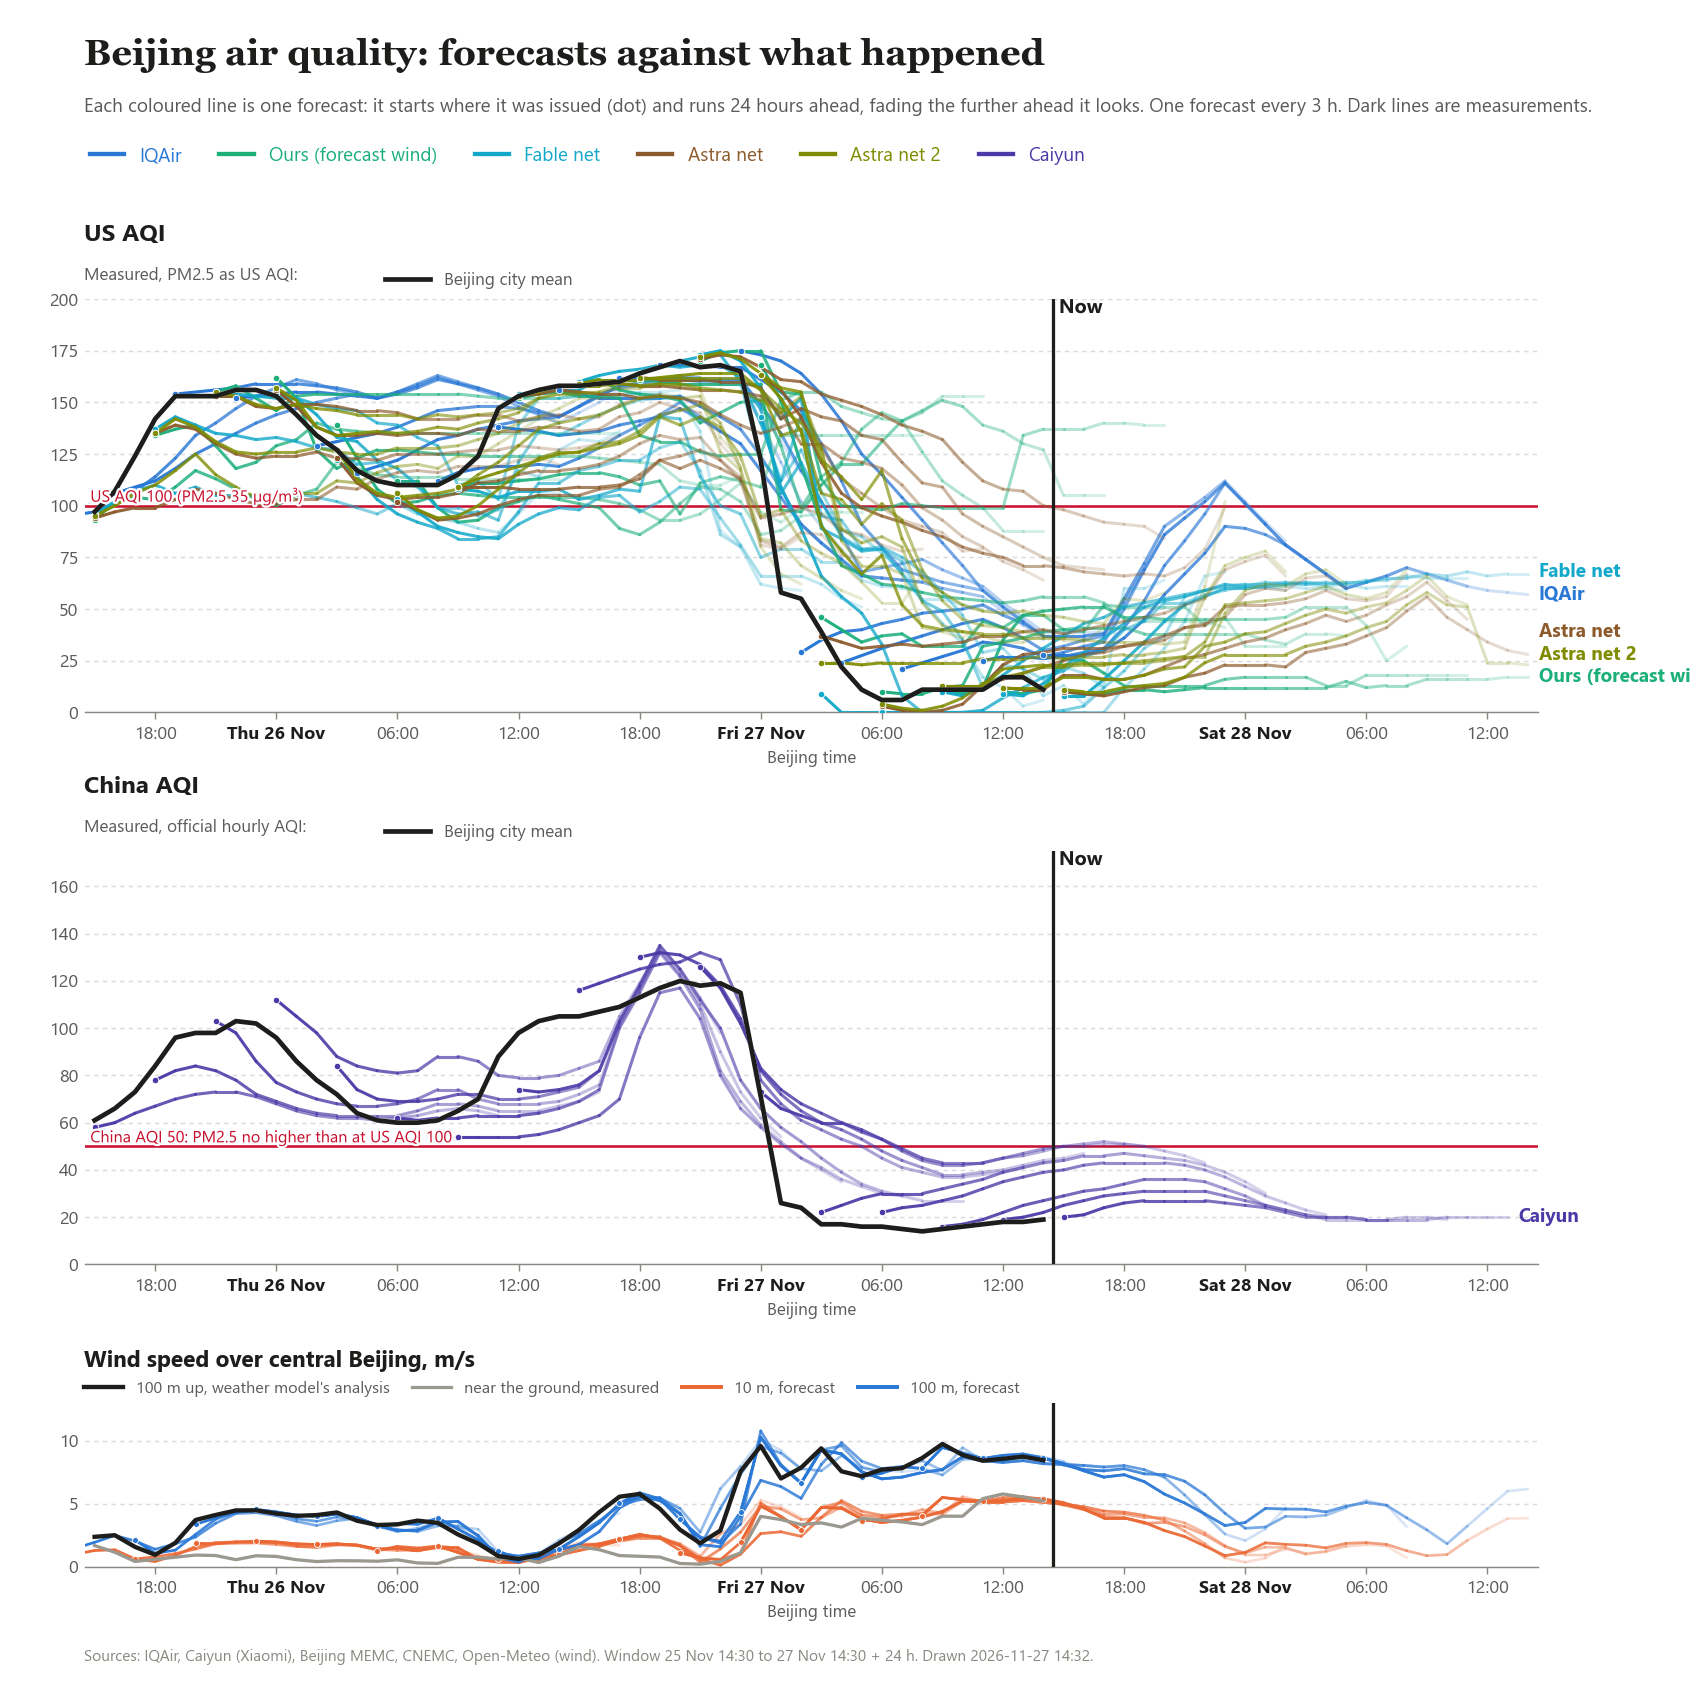 Beijing air quality: forecasts against what happened
Each coloured line is one forecast: it starts where it was issued (dot) and runs 24 hours ahead, fading the further ahead it looks. One forecast every 3 h. Dark lines are measurements.
IQAir Ours (forecast wind) Fable net Astra net Astra net 2 Caiyun
US AQI
Measured, PM2.5 as US AQI: Beijing city mean
200
Now
175
150
125
US AQI 100 (PM2.5 35 µg/m³)
100
75
Fable net
IQAir
50
Astra net
Astra net 2
25
Ours (forecast wi
0
18:00 Thu 26 Nov 06:00 12:00 18:00 Fri 27 Nov 06:00 12:00 18:00 Sat 28 Nov 06:00 12:00
Beijing time
China AQI
Measured, official hourly AQI: Beijing city mean
Now
160
140
120
100
80
60
China AQI 50: PM2.5 no higher than at US AQI 100
40
20
Caiyun
0
18:00 Thu 26 Nov 06:00 12:00 18:00 Fri 27 Nov 06:00 12:00 18:00 Sat 28 Nov 06:00 12:00
Beijing time
Wind speed over central Beijing, m/s
100 m up, weather model's analysis near the ground, measured 10 m, forecast 100 m, forecast
10
5
0
18:00 Thu 26 Nov 06:00 12:00 18:00 Fri 27 Nov 06:00 12:00 18:00 Sat 28 Nov 06:00 12:00
Beijing time
Sources: IQAir, Caiyun (Xiaomi), Beijing MEMC, CNEMC, Open-Meteo (wind). Window 25 Nov 14:30 to 27 Nov 14:30 + 24 h. Drawn 2026-11-27 14:32.